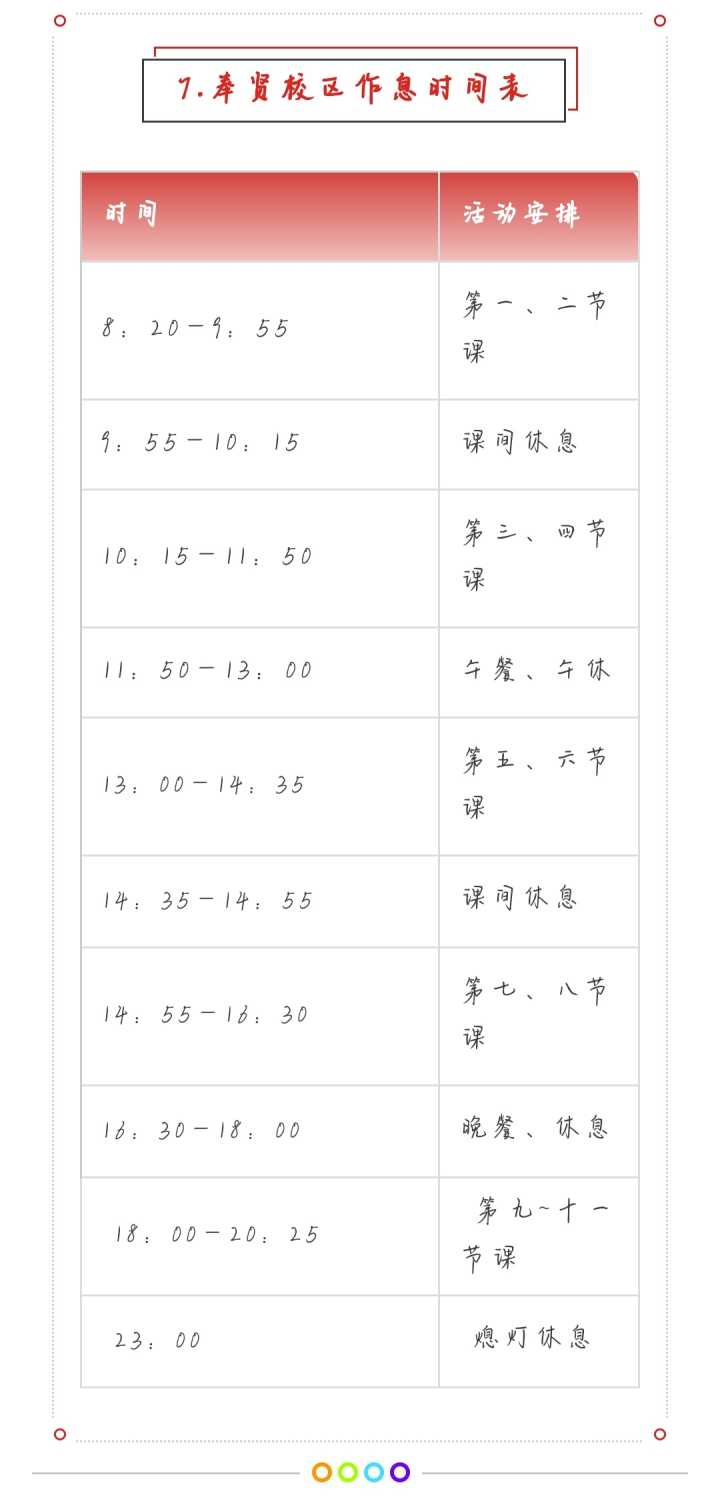 7.奉贤校区作息时间表
时间 活动安排
8：20－9：55 第一、二节
课
9：55－10：15 课间休息
10：15－11：50 第三、四节
课
11：50－13：00 午餐、午休
13：00－14：35 第五、六节
课
14：35－14：55 课间休息
14：55－16：30 第七、八节
课
16：30－18：00 晚餐、休息
18：00－20：25 第九~十一
节课
23：00 熄灯休息